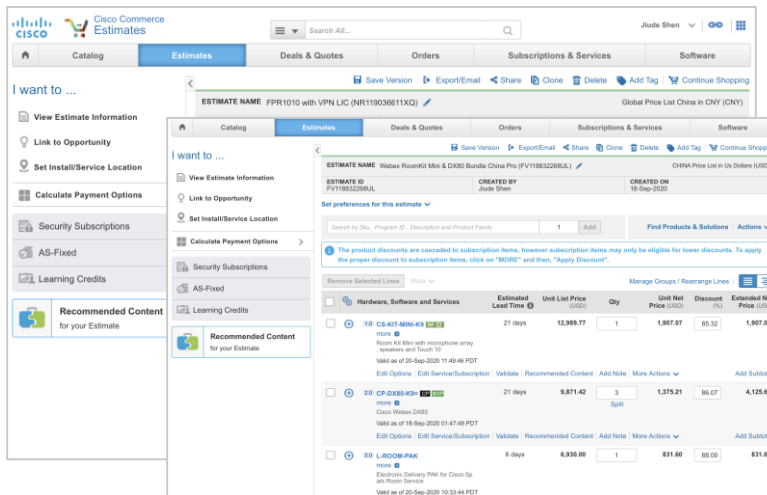 cisco
Cisco Commerce
Estimates
Search All...
Jiude Shen
Catalog
Estimates
Deals & Quotes
Orders
Subscriptions & Services
Software
I want to ...
View Estimate Information
Link to Opportunity
Set Install/Service Location
Calculate Payment Options
Security Subscriptions
AS-Fixed
Learning Credits
Recommended Content
for your Estimate
Save Version Export/Email Share Clone Delete Add Tag Continue Shopping
ESTIMATE NAME FPR1010 with VPN LIC (NR119036611XQ)
Global Price List China in CNY (CNY)
Catalog
Estimates
Deals & Quotes
Orders
Subscriptions & Services
Software
I want to ...
View Estimate Information
Link to Opportunity
Set Install/Service Location
Calculate Payment Options
Security Subscriptions
AS-Fixed
Learning Credits
Recommended Content
for your Estimate
Save Version Export/Email Share Clone Delete Add Tag Continue Shopp
ESTIMATE NAME Webex RoomKit Mini & DX80 Bundle China Pro (FV118832268UL)
CHINA Price List in Us Dollars (USD
ESTIMATE ID CREATED BY CREATED ON
FV118832268UL Jiude Shen 18-Sep-2020
Set preferences for this estimate
Search by Sku , Program ID , Description and Product Family 1 Add Find Products & Solutions Actions
The product discounts are cascaded to subscription items, however subscription items may only be eligible for lower discounts. To apply
the proper discount to subscription items, click on "MORE" and then, "Apply Discount".
Remove Selected Lines More Manage Groups / Rearrange Lines
Hardware, Software and Services Estimated Lead Time Unit List Price (USD) Qty Unit Net Price (USD) Discount (%) Extended N Price (US
1.0 CS-KIT-MINI-K9 21 days 12,989.77 1 1,907.07 85.32 1,907.0
more
Room Kit Mini with microphone array
, speakers and Touch 10
Valid as of 20-Sep-2020 11:49:46 PDT
Edit Options Edit Service/Subscription Validate Recommended Content Add Note More Actions Add Subtot
2.0 CP-DX80-K9= CP 21 days 9,871.42 3 1,375.21 86.07 4,125.6
more Split
Cisco Webex DX80
Valid as of 18-Sep-2020 01:47:48 PDT
Edit Options Edit Service/Subscription Validate Recommended Content Add Note More Actions Add Subtot
3.0 L-ROOM-PAK 6 days 6,930.00 1 831.60 88.00 831.6
more
Electronic Delivery PAK for Cisco Sp
ark Room Service
Valid as of 20-Sep-2020 10:33:44 PDT